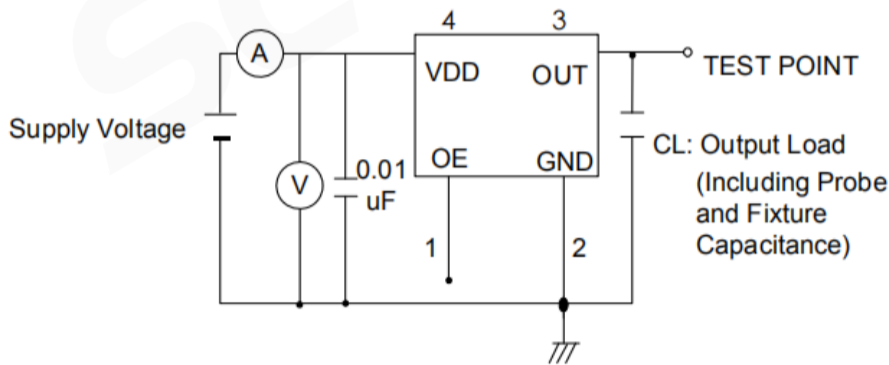 4
3
A
VDD
OUT
TEST POINT
Supply Voltage
V
0.01
uF
OE
GND
CL: Output Load
(Including Probe
and Fixture
Capacitance)
1
2